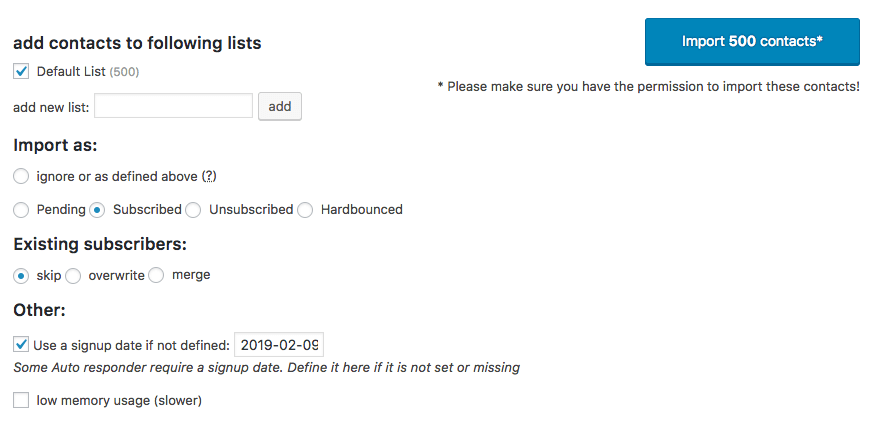 add contacts to following lists
Import 500 contacts*
Default List (500)
* Please make sure you have the permission to import these contacts!
add new list:
add
Import as:
ignore or as defined above (?)
Pending Subscribed Unsubscribed Hardbounced
Existing subscribers:
skip overwrite merge
Other:
Use a signup date if not defined: 2019-02-09
Some Auto responder require a signup date. Define it here if it is not set or missing
low memory usage (slower)